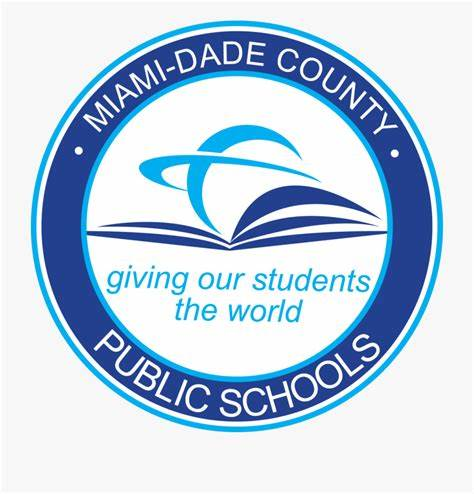 MIAMI-DADE COUNTY
giving our students
the world
PUBLIC SCHOOLS